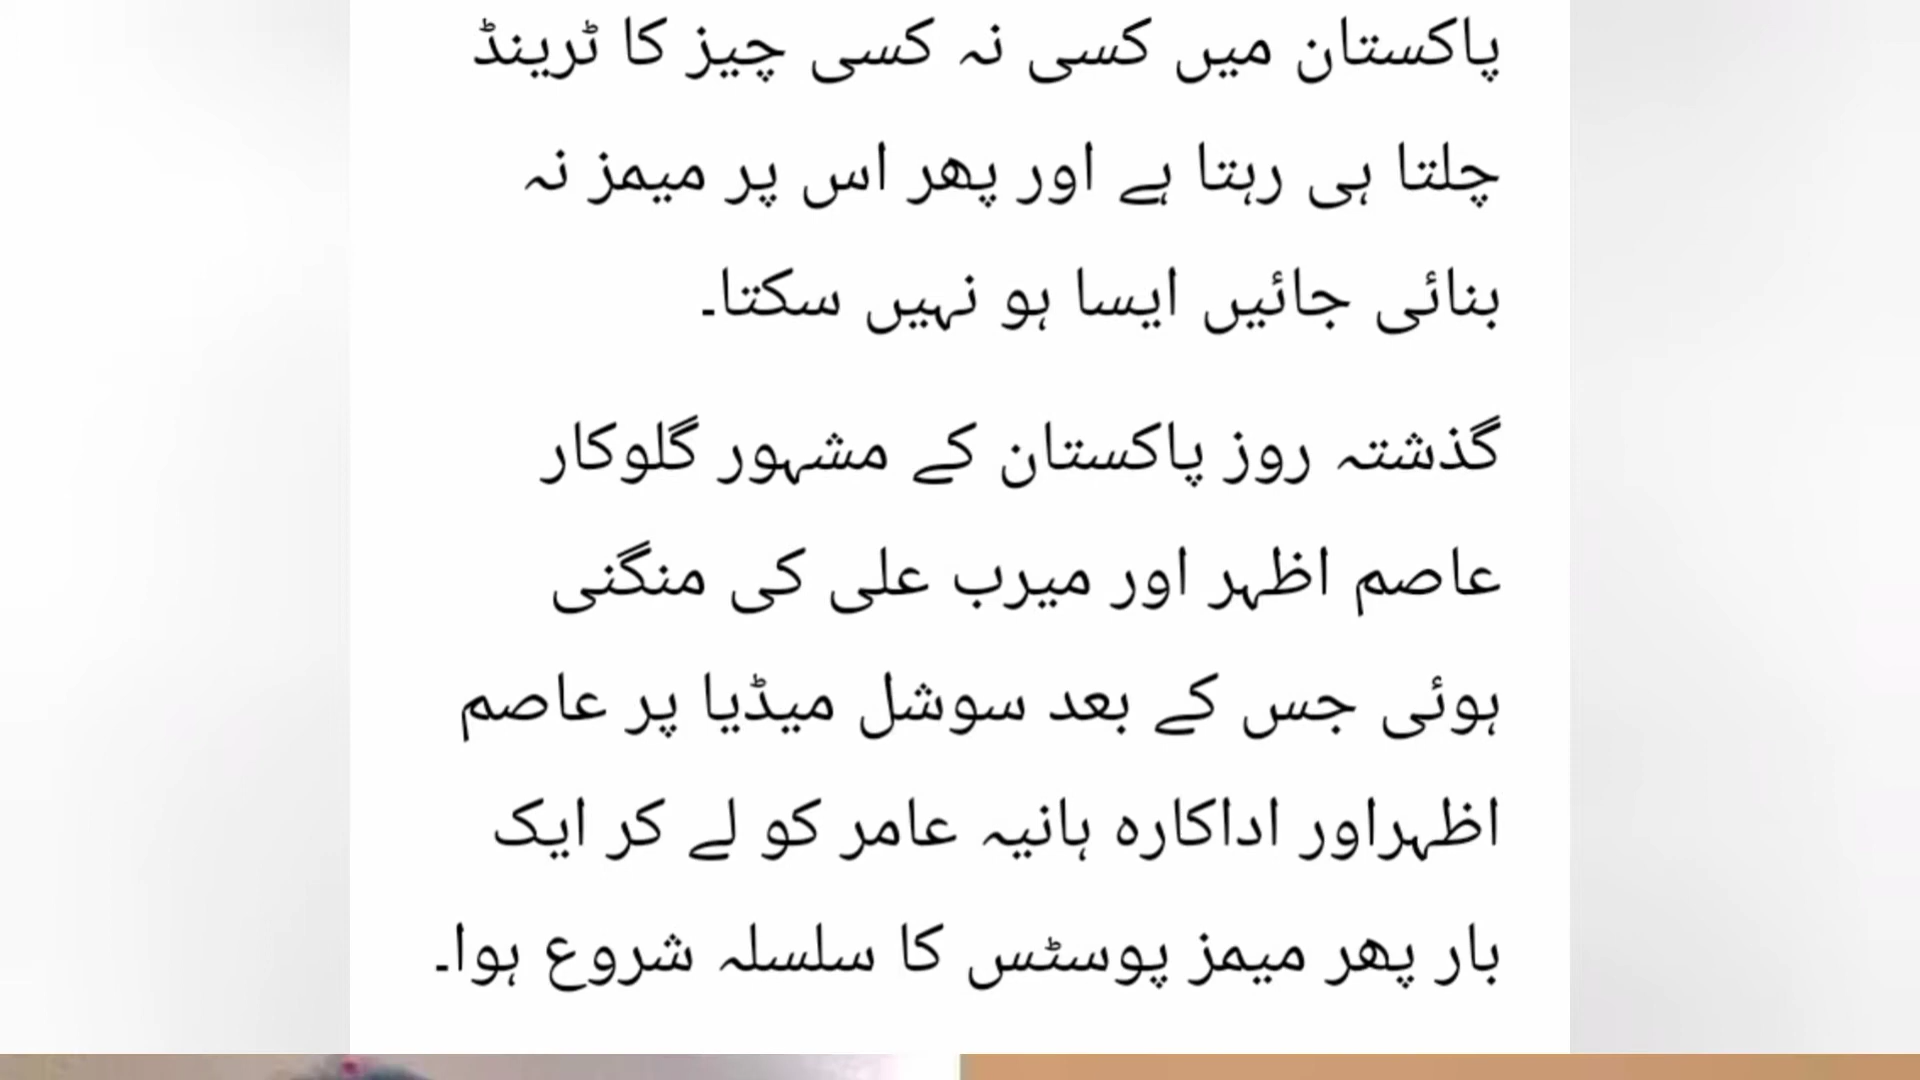 پاکستان میں کسی نہ کسی چیز کا ٹرینڈ
چلتا ہی رہتا ہے اور پھر اس پر میمز نہ
بنائی جائیں ایسا ہو نہیں سکتا۔
گذشتہ روز پاکستان کے مشہور گلوکار
عاصم اظہر اور میرب علی کی منگنی
ہوئی جس کے بعد سوشل میڈیا پر عاصم
اظہراور اداکارہ ہانیہ عامر کو لے کر ایک
بار پھر میمز پوسٹس کا سلسلہ شروع ہوا۔